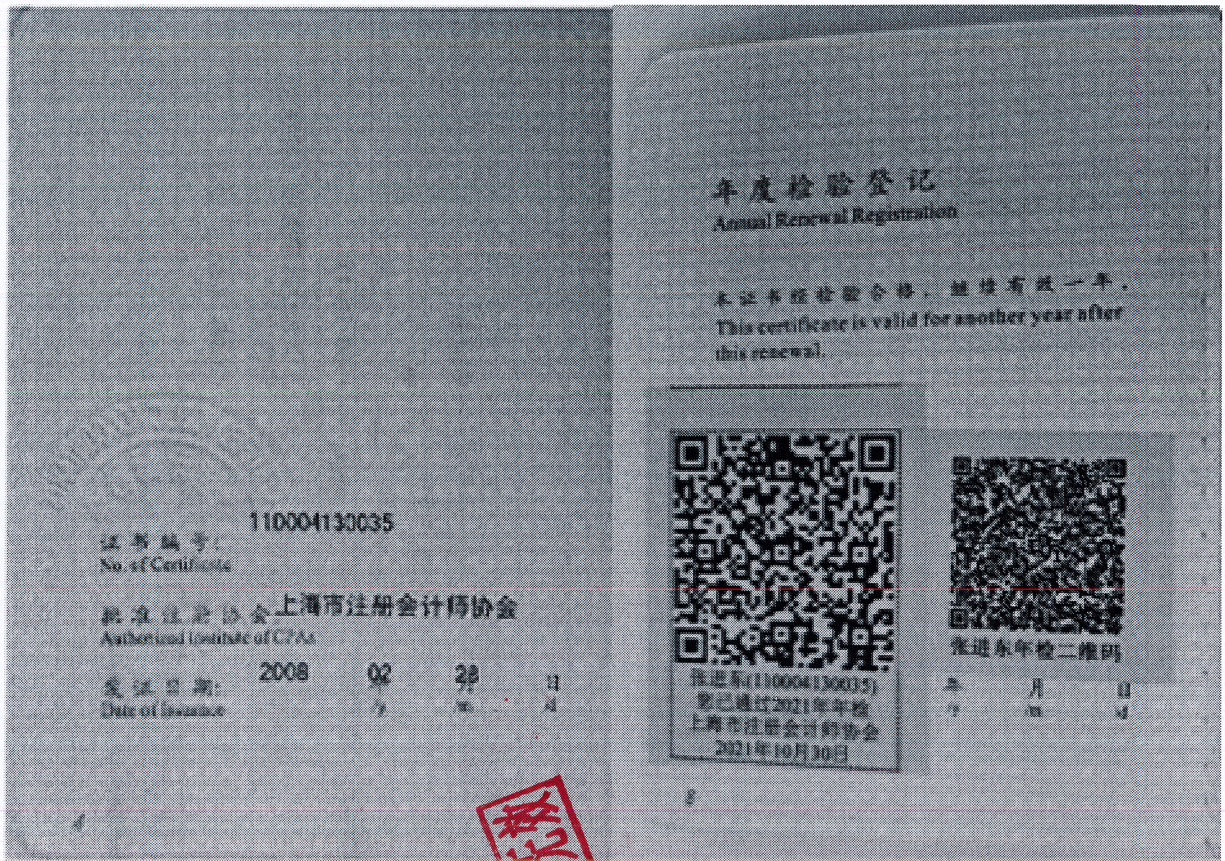 110004130035
证书编号:
No. of Certificate
批准注册协会 上海市注册会计师协会
Authorized Institute of CPAs
发证日期: 2008 年 02 月 28 日
Date of Issuance /y /m /d
4
年度检验登记
Annual Renewal Registration
本证书经检验合格，继续有效一年。
This certificate is valid for another year after
this renewal.
张进东(110004130035)
您已通过2021年年检
上海市注册会计师协会
2021年10月30日
张进东年检二维码
年 月 日
/y /m /d
8